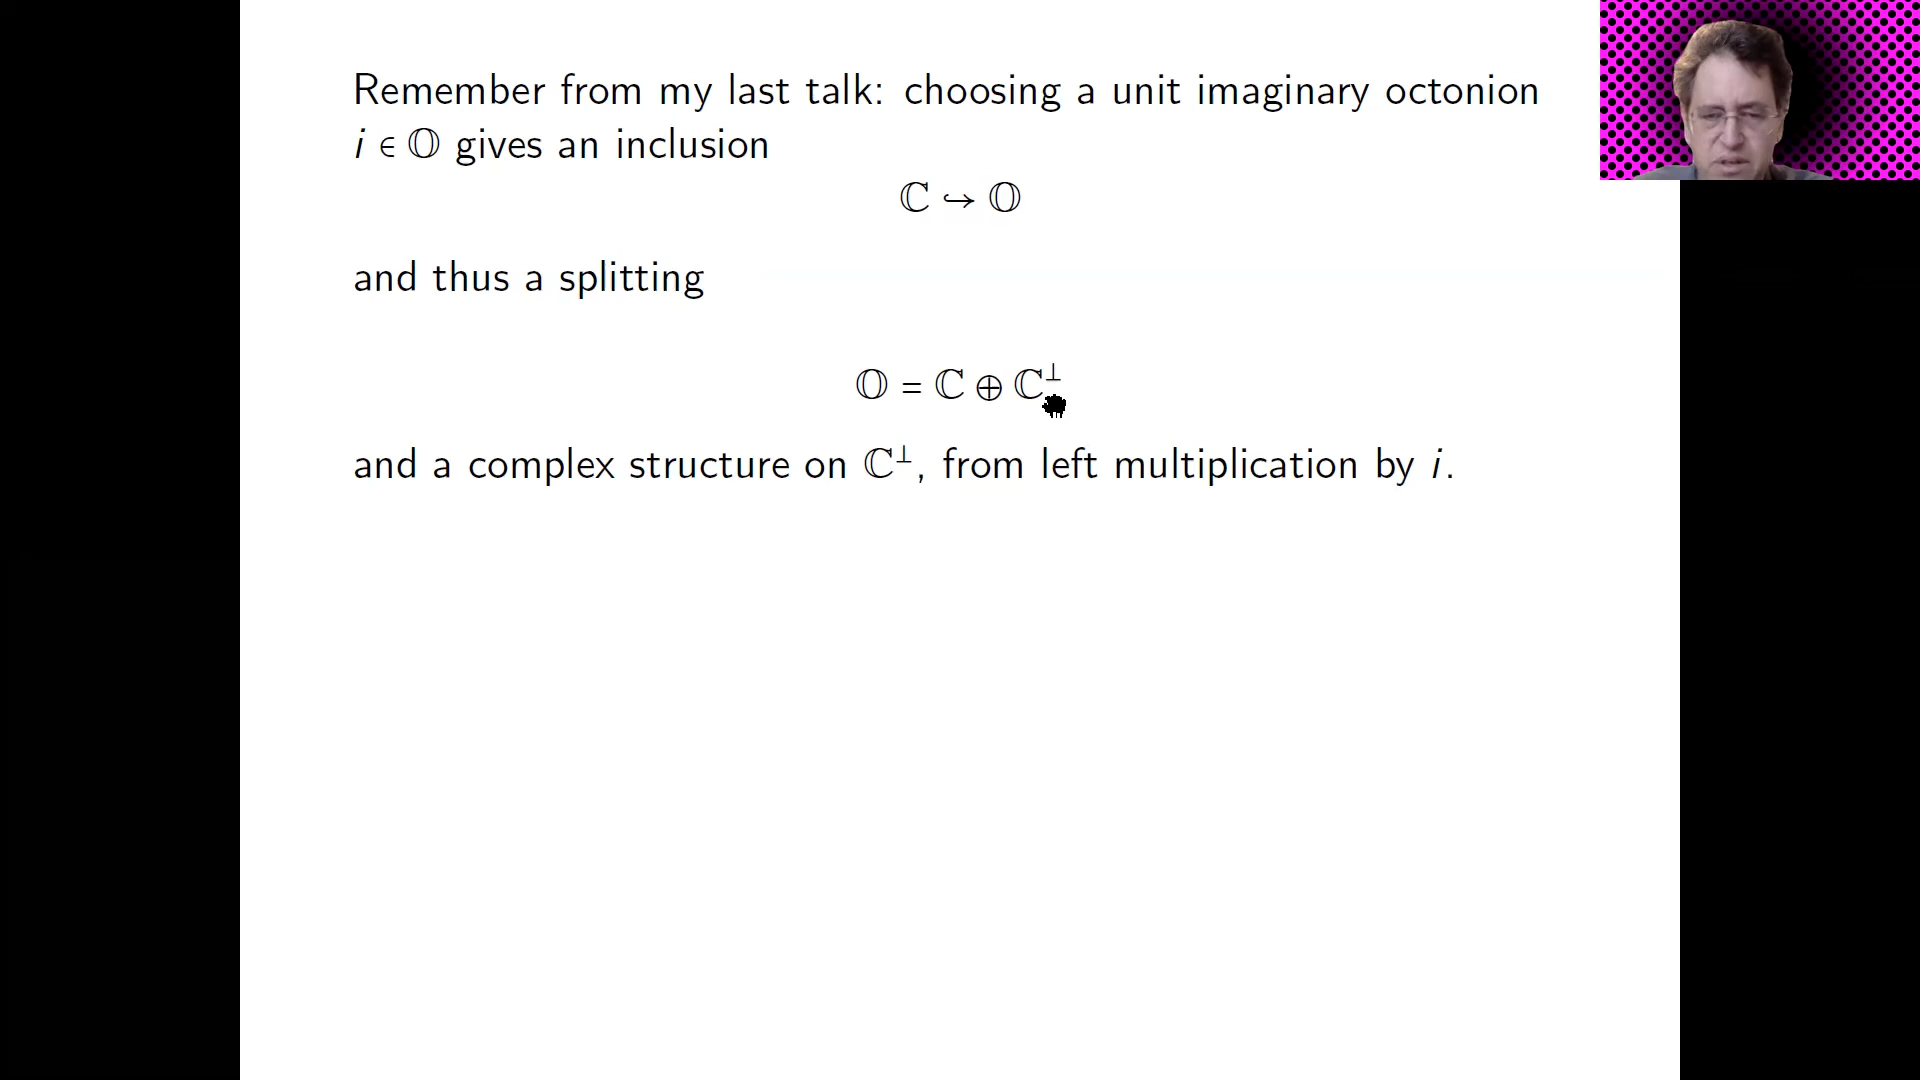 Remember from my last talk: choosing a unit imaginary octonion
i ∈ 𝕆 gives an inclusion
ℂ ↪ 𝕆
and thus a splitting
𝕆 = ℂ ⊕ ℂ^⊥
and a complex structure on ℂ^⊥, from left multiplication by i.